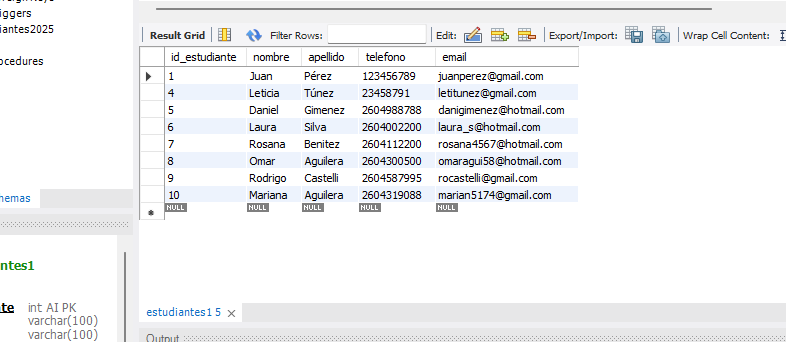 iggers
iantes2025
ocedures
nemas
ntes1
nte int AI PK
varchar(100)
varchar(100)
Result Grid Filter Rows: Edit: Export/Import: Wrap Cell Content:
id_estudiante nombre apellido telefono email
1 Juan Pérez 123456789 juanperez@gmail.com
4 Leticia Túnez 23458791 letitunez@gmail.com
5 Daniel Gimenez 2604988788 danigimenez@hotmail.com
6 Laura Silva 2604002200 laura_s@hotmail.com
7 Rosana Benitez 2604112200 rosana4567@hotmail.com
8 Omar Aguilera 2604300500 omaragui58@hotmail.com
9 Rodrigo Castelli 2604587995 rocastelli@gmail.com
10 Mariana Aguilera 2604319088 marian5174@gmail.com
NULL NULL NULL NULL NULL
estudiantes1 5
Output